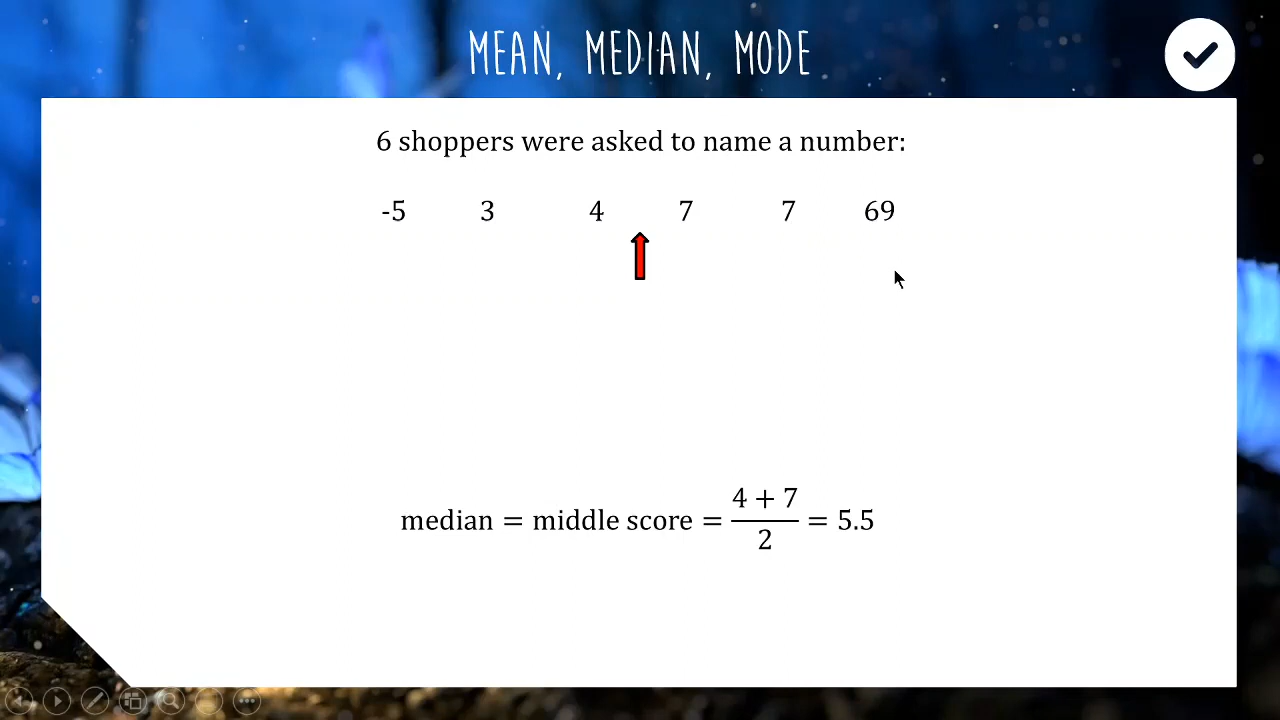 MEAN, MEDIAN, MODE
6 shoppers were asked to name a number:
-5 3 4 7 7 69
median = middle score = \frac{4 + 7}{2} = 5.5